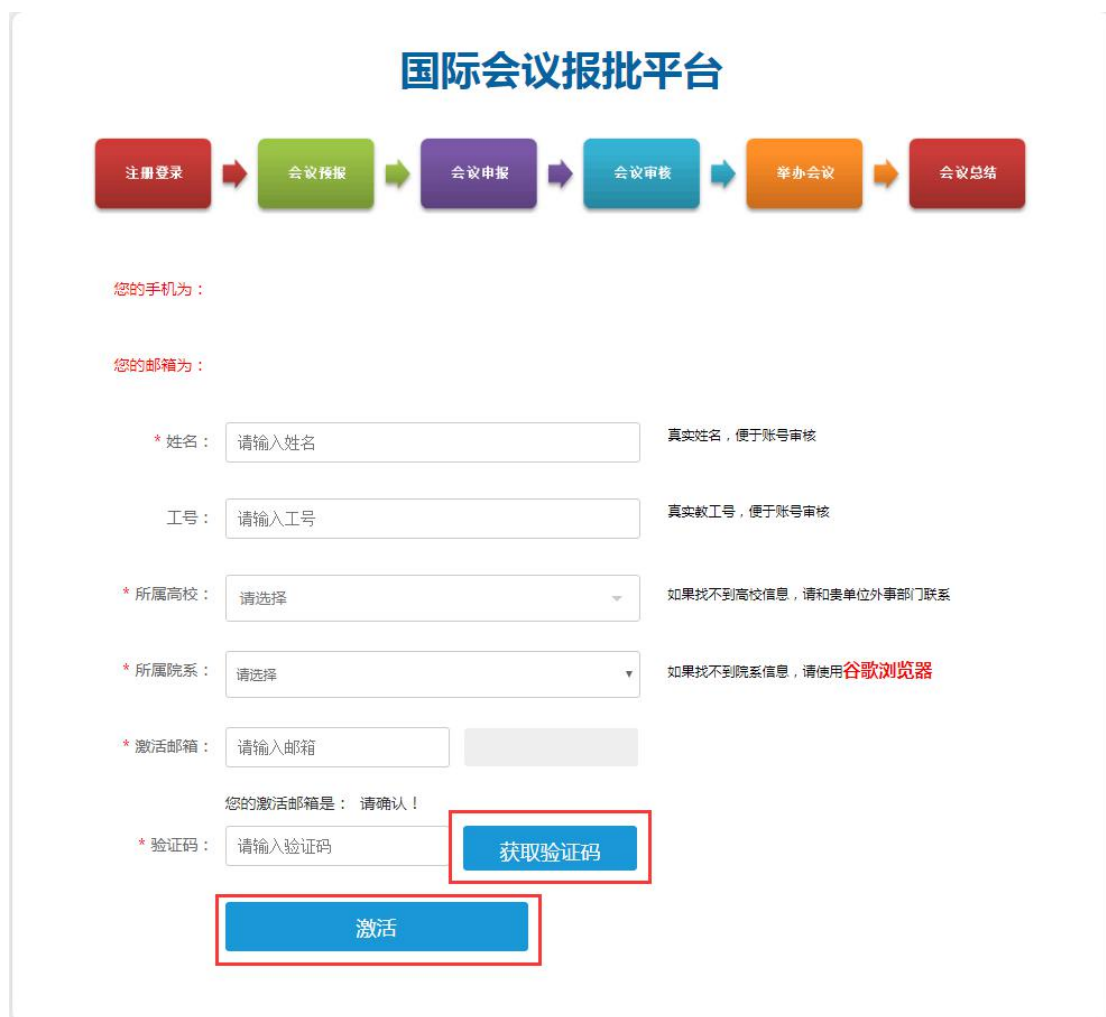 国际会议报批平台
注册登录 会议预报 会议申报 会议审核 举办会议 会议总结
您的手机为：
您的邮箱为：
* 姓名： 请输入姓名 真实姓名，便于账号审核
工号： 请输入工号 真实教工号，便于账号审核
* 所属高校： 请选择 如果找不到高校信息，请和贵单位外事部门联系
* 所属院系： 请选择 如果找不到院系信息，请使用谷歌浏览器
* 激活邮箱： 请输入邮箱
您的激活邮箱是： 请确认！
* 验证码： 请输入验证码 获取验证码
激活